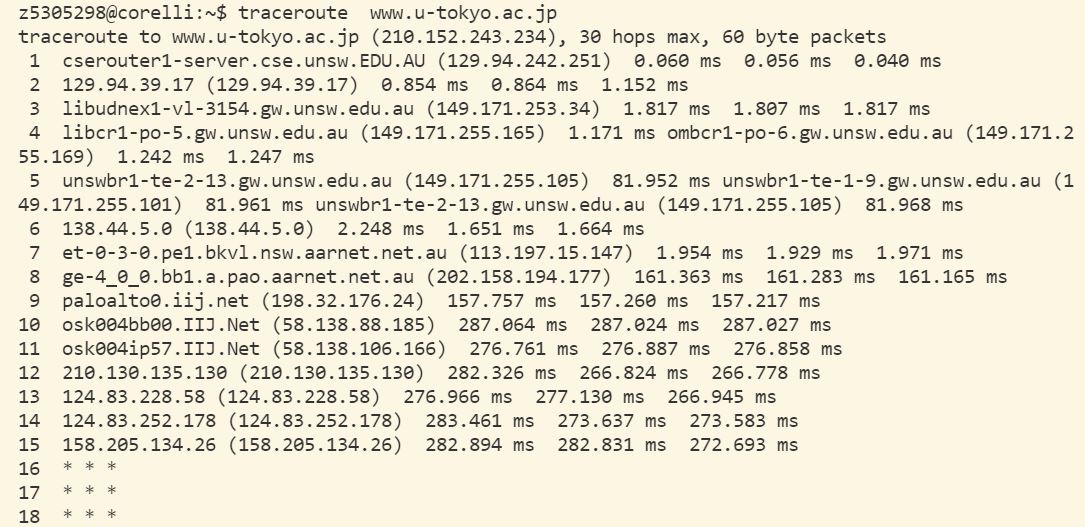 z5305298@corelli:~$ traceroute  www.u-tokyo.ac.jp
traceroute to www.u-tokyo.ac.jp (210.152.243.234), 30 hops max, 60 byte packets
 1  cserouter1-server.cse.unsw.EDU.AU (129.94.242.251)  0.060 ms  0.056 ms  0.040 ms
 2  129.94.39.17 (129.94.39.17)  0.854 ms  0.864 ms  1.152 ms
 3  libudnex1-vl-3154.gw.unsw.edu.au (149.171.253.34)  1.817 ms  1.807 ms  1.817 ms
 4  libcr1-po-5.gw.unsw.edu.au (149.171.255.165)  1.171 ms ombcr1-po-6.gw.unsw.edu.au (149.171.2
55.169)  1.242 ms  1.247 ms
 5  unswbr1-te-2-13.gw.unsw.edu.au (149.171.255.105)  81.952 ms unswbr1-te-1-9.gw.unsw.edu.au (1
49.171.255.101)  81.961 ms unswbr1-te-2-13.gw.unsw.edu.au (149.171.255.105)  81.968 ms
 6  138.44.5.0 (138.44.5.0)  2.248 ms  1.651 ms  1.664 ms
 7  et-0-3-0.pe1.bkvl.nsw.aarnet.net.au (113.197.15.147)  1.954 ms  1.929 ms  1.971 ms
 8  ge-4_0_0.bb1.a.pao.aarnet.net.au (202.158.194.177)  161.363 ms  161.283 ms  161.165 ms
 9  paloalto0.iij.net (198.32.176.24)  157.757 ms  157.260 ms  157.217 ms
10  osk004bb00.IIJ.Net (58.138.88.185)  287.064 ms  287.024 ms  287.027 ms
11  osk004ip57.IIJ.Net (58.138.106.166)  276.761 ms  276.887 ms  276.858 ms
12  210.130.135.130 (210.130.135.130)  282.326 ms  266.824 ms  266.778 ms
13  124.83.228.58 (124.83.228.58)  276.966 ms  277.130 ms  266.945 ms
14  124.83.252.178 (124.83.252.178)  283.461 ms  273.637 ms  273.583 ms
15  158.205.134.26 (158.205.134.26)  282.894 ms  282.831 ms  272.693 ms
16  * * *
17  * * *
18  * * *